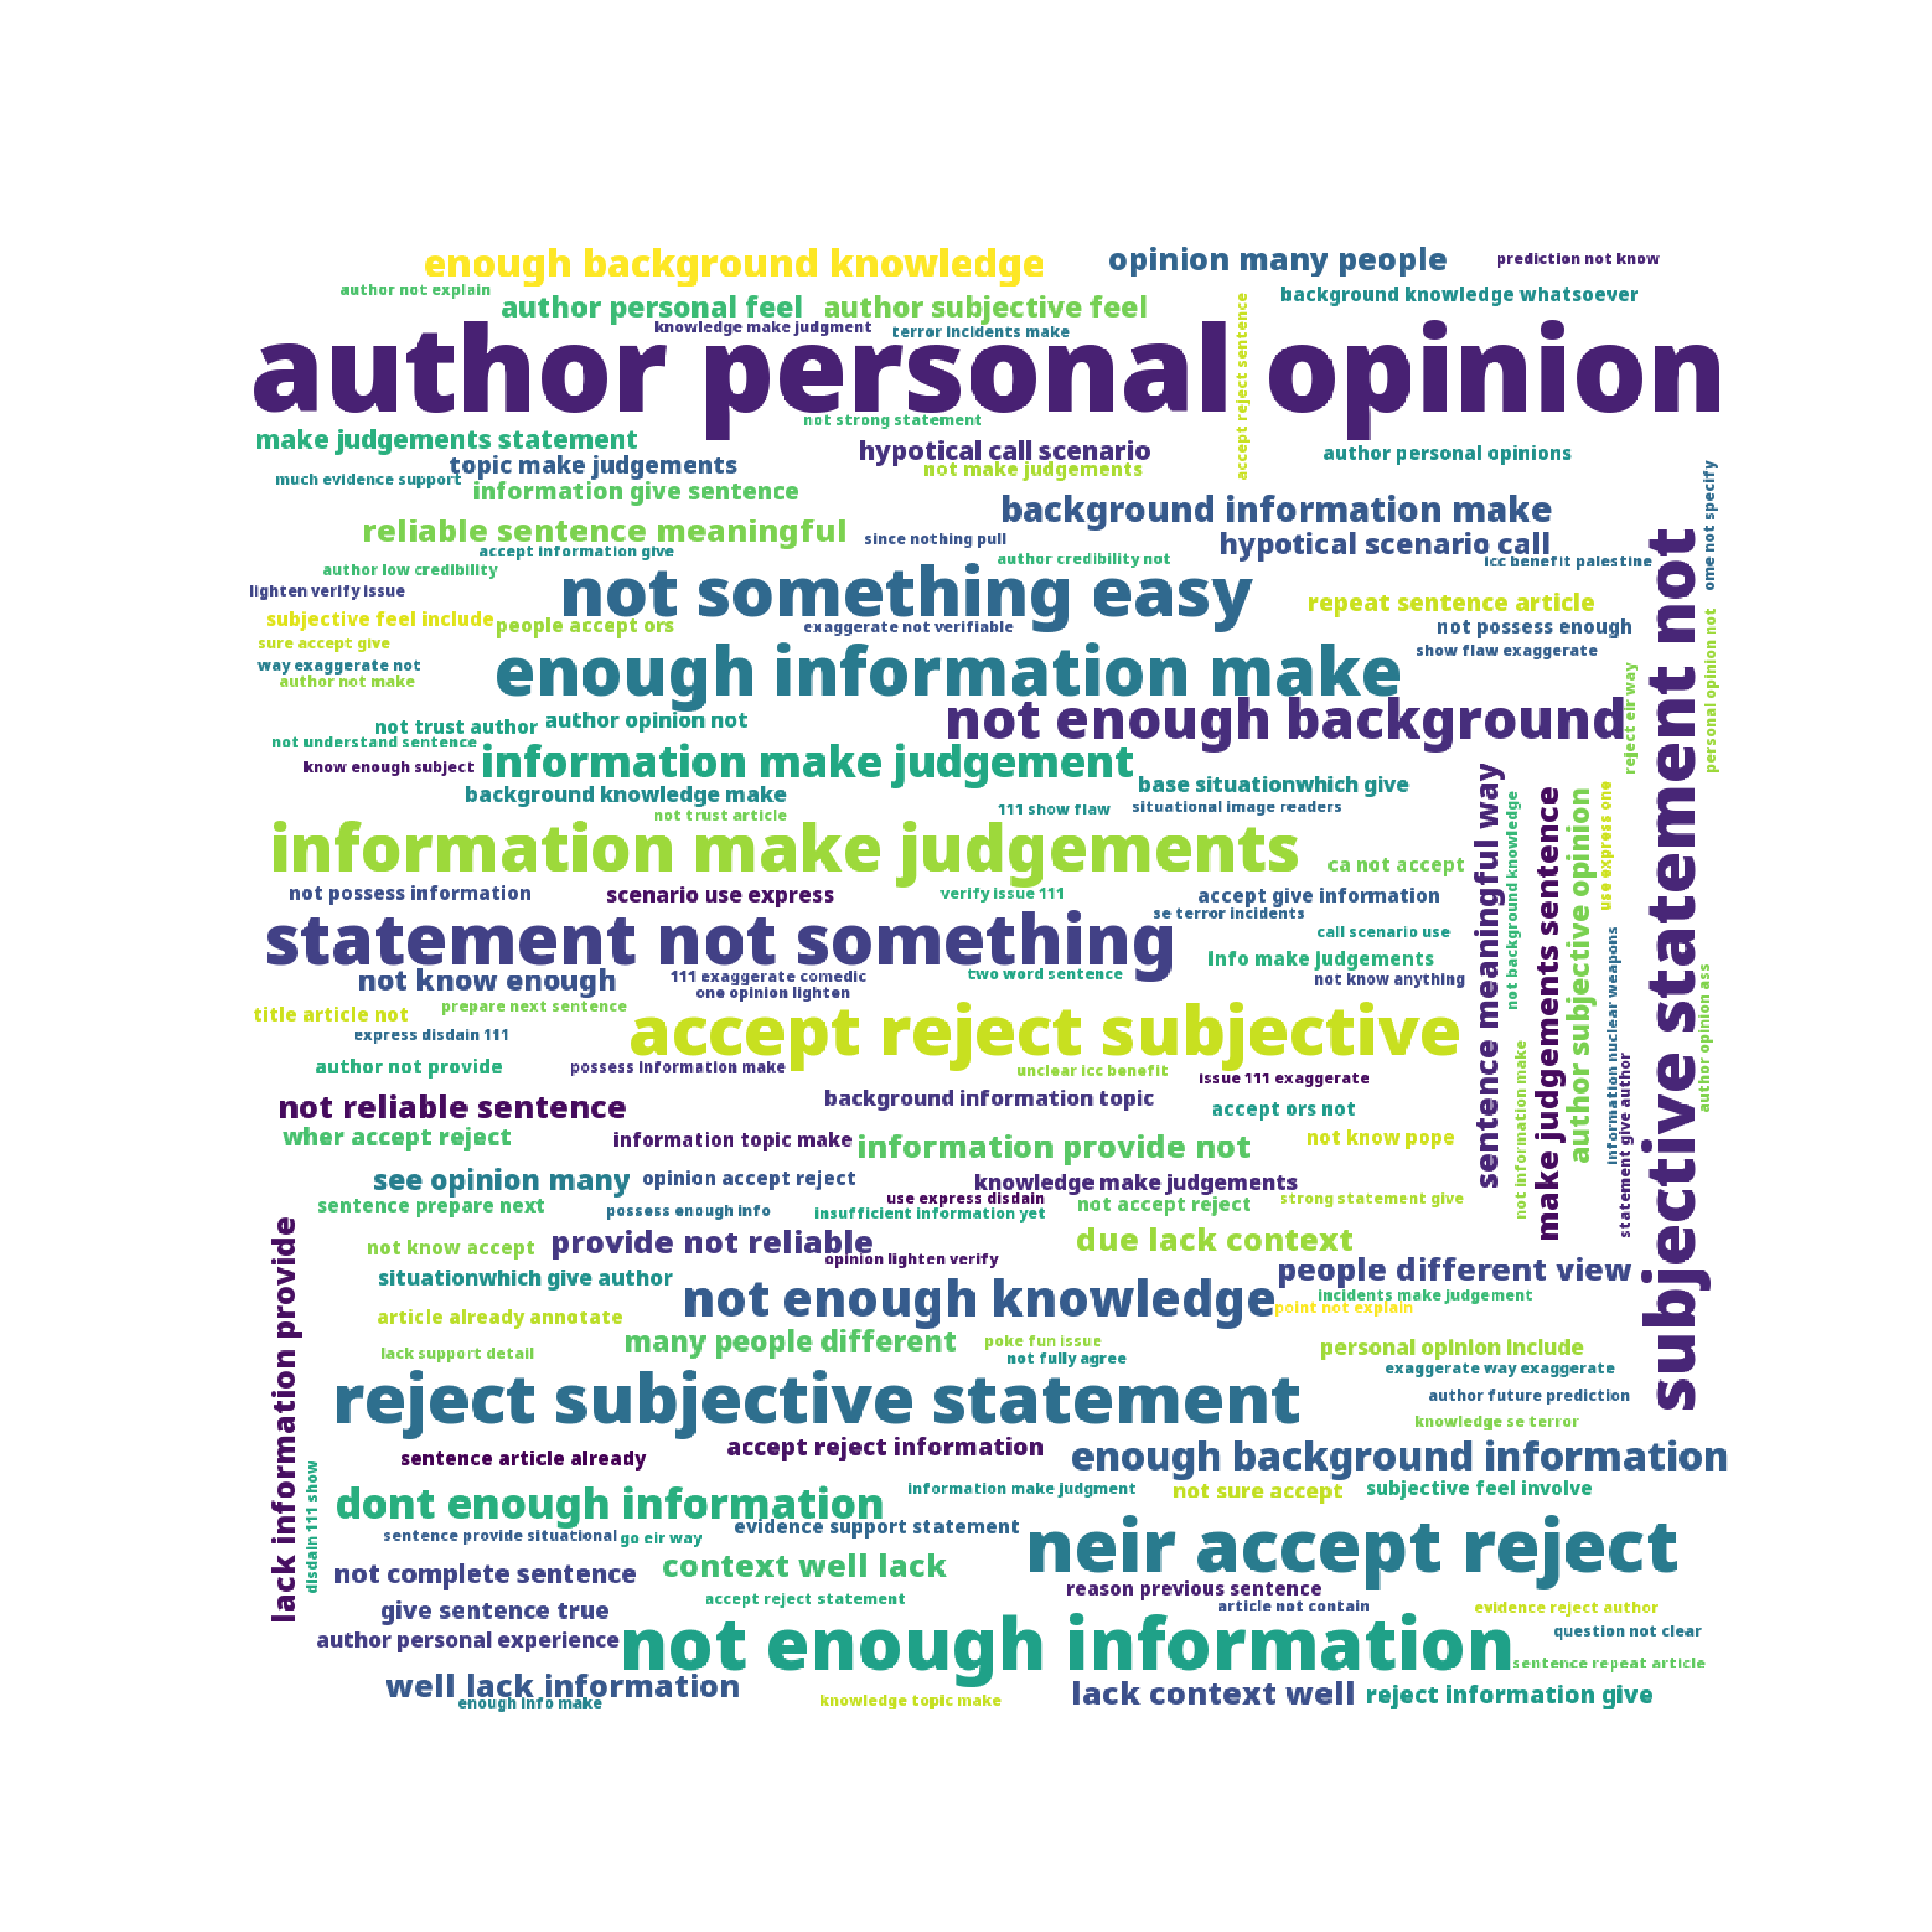 enough background knowledge
opinion many people
prediction not know
author not explain
author personal feel
author subjective feel
background knowledge whatsoever
knowledge make judgment
terror incidents make
accept reject sentence
author personal opinion
not strong statement
make judgements statement
hypotical call scenario
author personal opinions
topic make judgements
not make judgements
much evidence support
information give sentence
ome not specify
background information make
reliable sentence meaningful
since nothing pull
hypotical scenario call
accept information give
author credibility not
icc benefit palestine
author low credibility
not something easy
lighten verify issue
repeat sentence article
subjective feel include
people accept ors
exaggerate not verifiable
not possess enough
sure accept give
enough information make
show flaw exaggerate
way exaggerate not
author not make
reject eir way
personal opinion not
subjective statement not
not enough background
not trust author
author opinion not
not understand sentence
information make judgement
know enough subject
base situationwhich give
background knowledge make
111 show flaw
situational image readers
not trust article
information make judgements
ca not accept
sentence meaningful way
not background knowledge
make judgements sentence
author subjective opinion
use express one
not possess information
scenario use express
verify issue 111
accept give information
se terror incidents
statement not something
call scenario use
info make judgements
not know enough
111 exaggerate comedic
two word sentence
not know anything
one opinion lighten
information nuclear weapons
author opinion ass
title article not
prepare next sentence
accept reject subjective
express disdain 111
author not provide
possess information make
unclear icc benefit
issue 111 exaggerate
not information make
statement give author
not reliable sentence
background information topic
accept ors not
wher accept reject
information topic make
information provide not
not know pope
see opinion many
opinion accept reject
knowledge make judgements
use express disdain
strong statement give
sentence prepare next
possess enough info
insufficient information yet
not accept reject
lack information provide
not know accept
provide not reliable
due lack context
opinion lighten verify
situationwhich give author
people different view
not enough knowledge
incidents make judgement
point not explain
article already annotate
many people different
poke fun issue
personal opinion include
lack support detail
not fully agree
exaggerate way exaggerate
reject subjective statement
author future prediction
knowledge se terror
sentence article already
accept reject information
enough background information
disdain 111 show
dont enough information
information make judgment
not sure accept
subjective feel involve
sentence provide situational
go eir way
evidence support statement
neir accept reject
not complete sentence
context well lack
reason previous sentence
accept reject statement
give sentence true
article not contain
evidence reject author
author personal experience
not enough information
question not clear
sentence repeat article
well lack information
enough info make
knowledge topic make
lack context well
reject information give